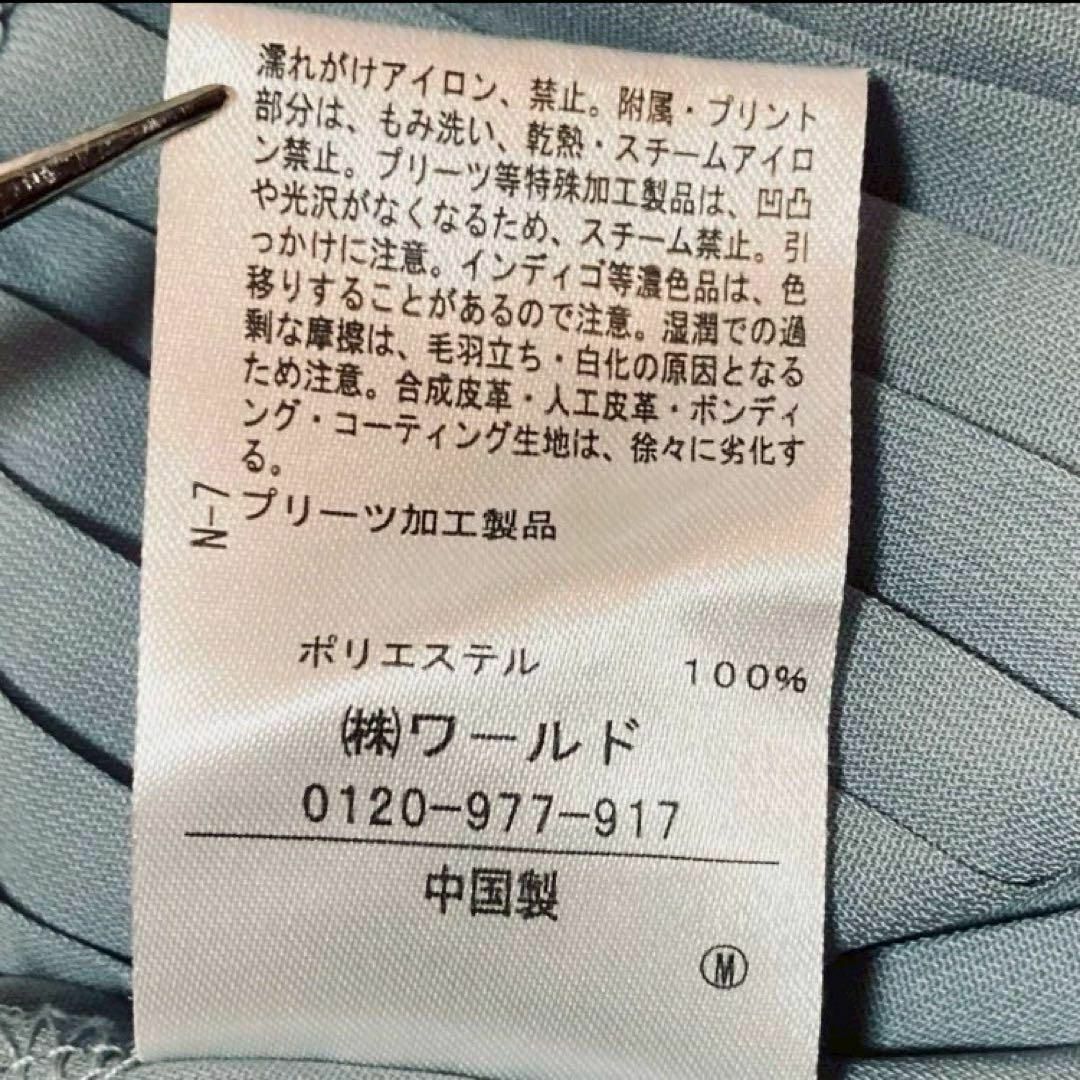 濡れがけアイロン、禁止。附属・プリント
部分は、もみ洗い、乾熱・スチームアイロ
ン禁止。プリーツ等特殊加工製品は、凹凸
や光沢がなくなるため、スチーム禁止。引
っかけに注意。インディゴ等濃色品は、色
移りすることがあるので注意。湿潤での過
剰な摩擦は、毛羽立ち・白化の原因となる
ため注意。合成皮革・人工皮革・ボンディ
ング・コーティング生地は、徐々に劣化す
る。
N-7
プリーツ加工製品
ポリエステル 100%
㈱ワールド
0120-977-917
中国製
Ⓜ